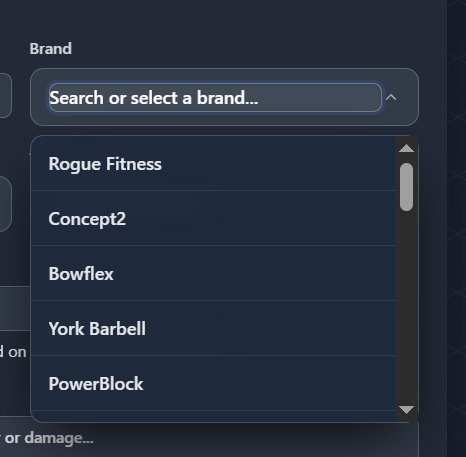 Brand
Search or select a brand...
Rogue Fitness
Concept2
Bowflex
York Barbell
d on
PowerBlock
or damage...